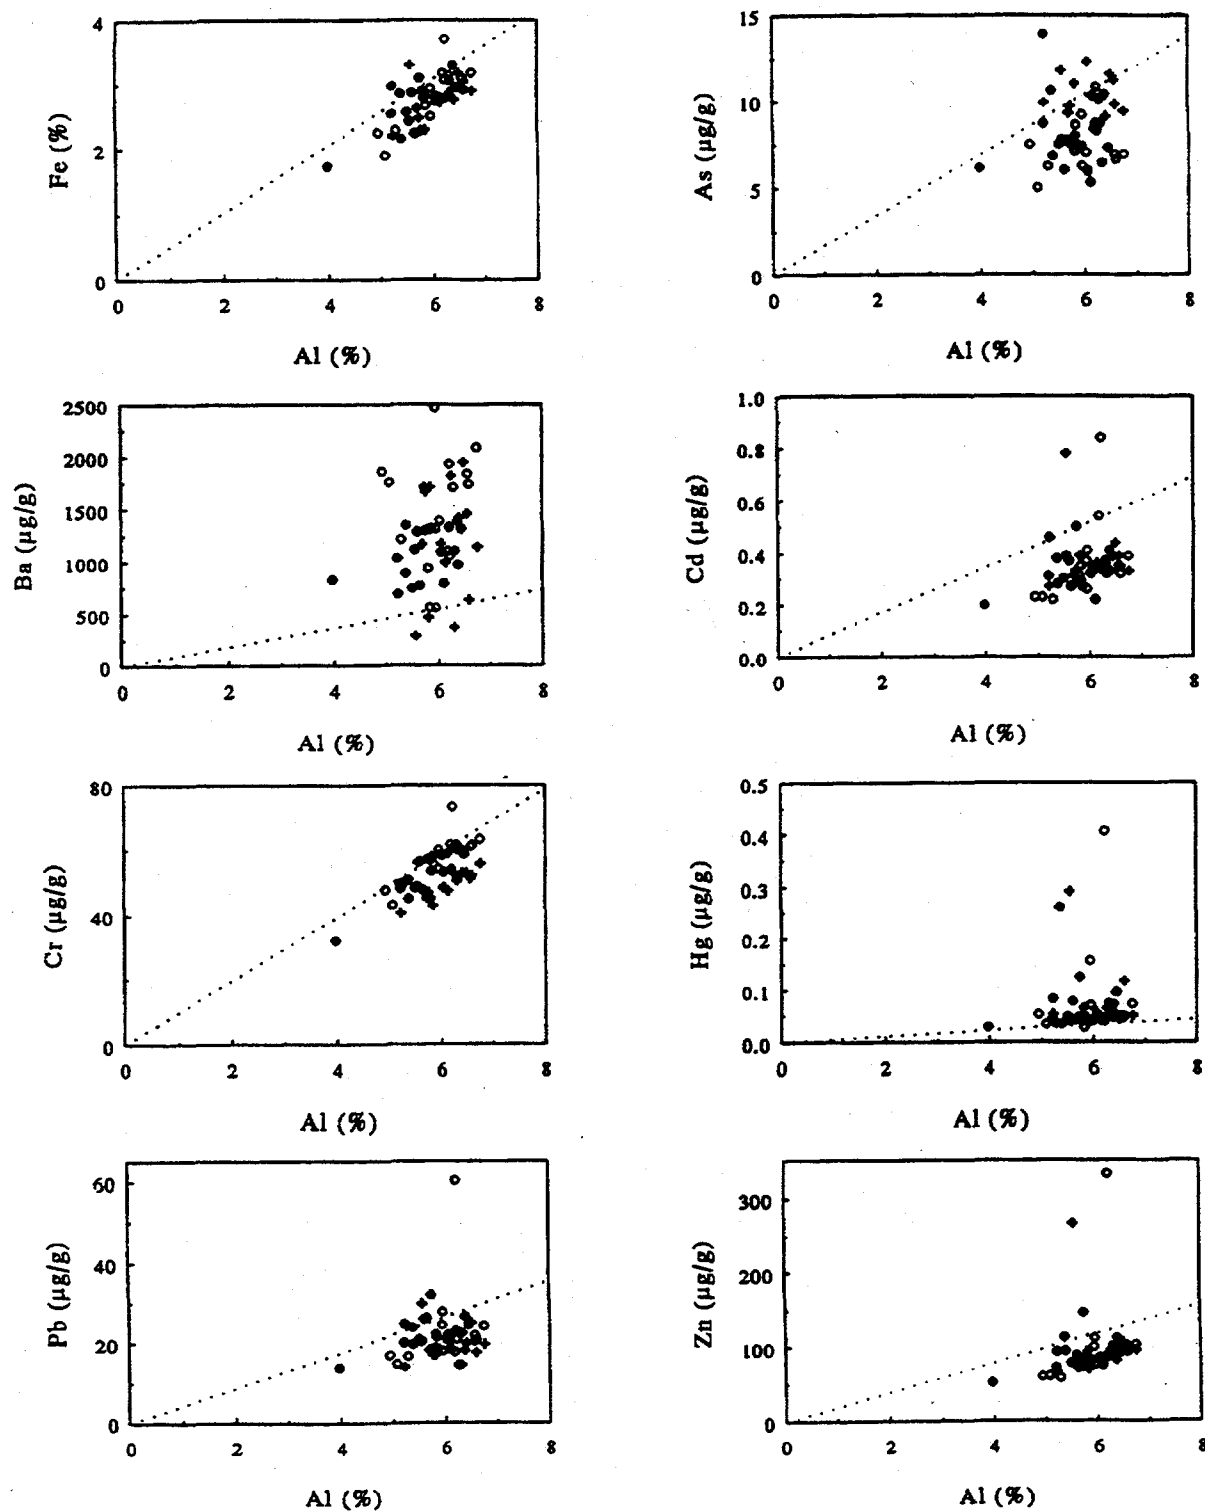 4
2
0
Fe (%)
0 2 4 6 8
Al (%)
15
10
5
0
As (μg/g)
0 2 4 6 8
Al (%)
2500
2000
1500
1000
500
0
Ba (μg/g)
0 2 4 6 8
Al (%)
1.0
0.8
0.6
0.4
0.2
0.0
Cd (μg/g)
0 2 4 6 8
Al (%)
80
40
0
Cr (μg/g)
0 2 4 6 8
Al (%)
0.5
0.4
0.3
0.2
0.1
0.0
Hg (μg/g)
0 2 4 6 8
Al (%)
60
40
20
0
Pb (μg/g)
0 2 4 6 8
Al (%)
300
200
100
0
Zn (μg/g)
0 2 4 6 8
Al (%)